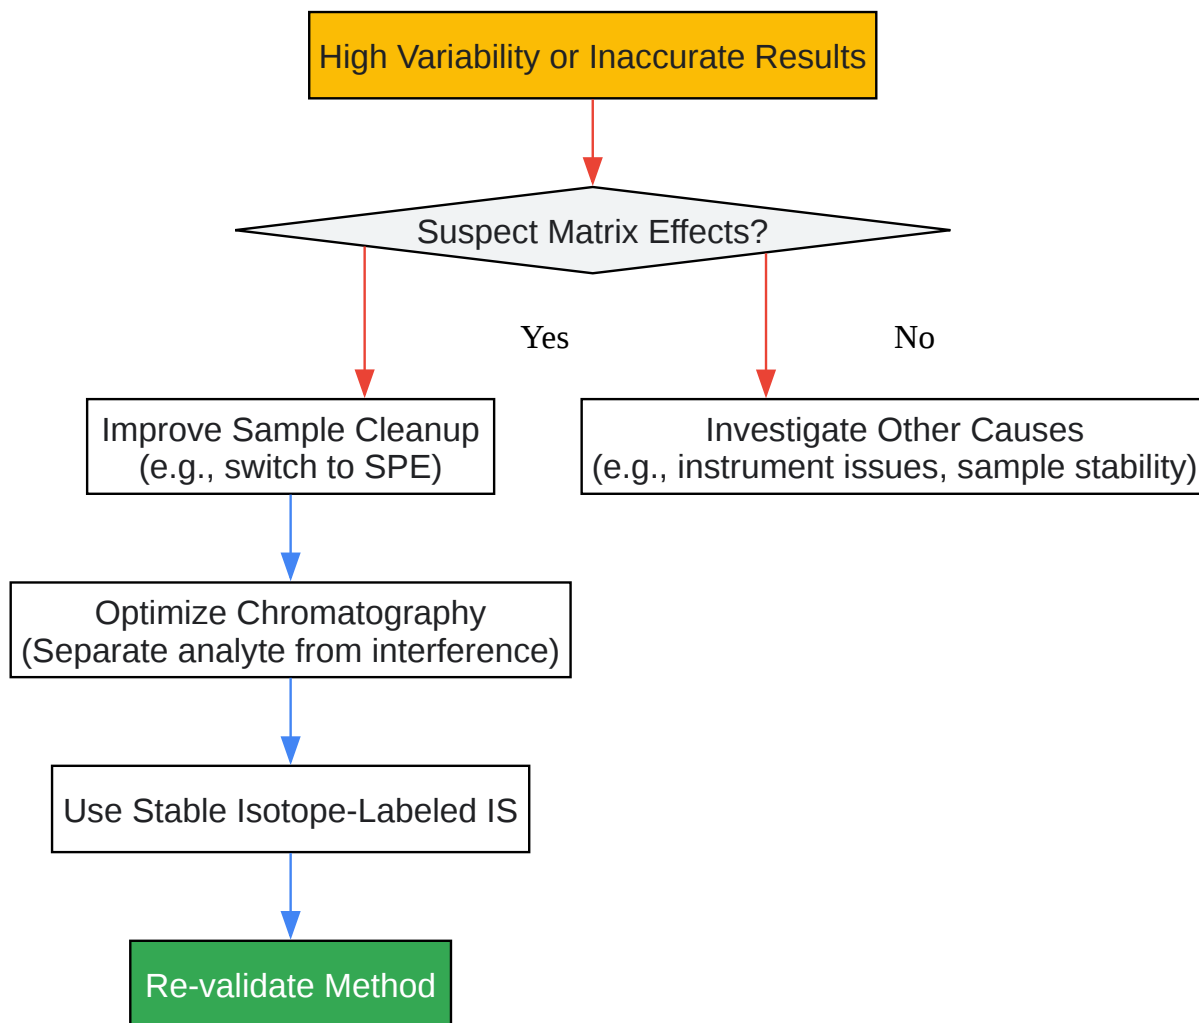 High Variability or Inaccurate Results
Suspect Matrix Effects?
Yes
No
Improve Sample Cleanup
(e.g., switch to SPE)
Investigate Other Causes
(e.g., instrument issues, sample stability)
Optimize Chromatography
(Separate analyte from interference)
Use Stable Isotope-Labeled IS
Re-validate Method